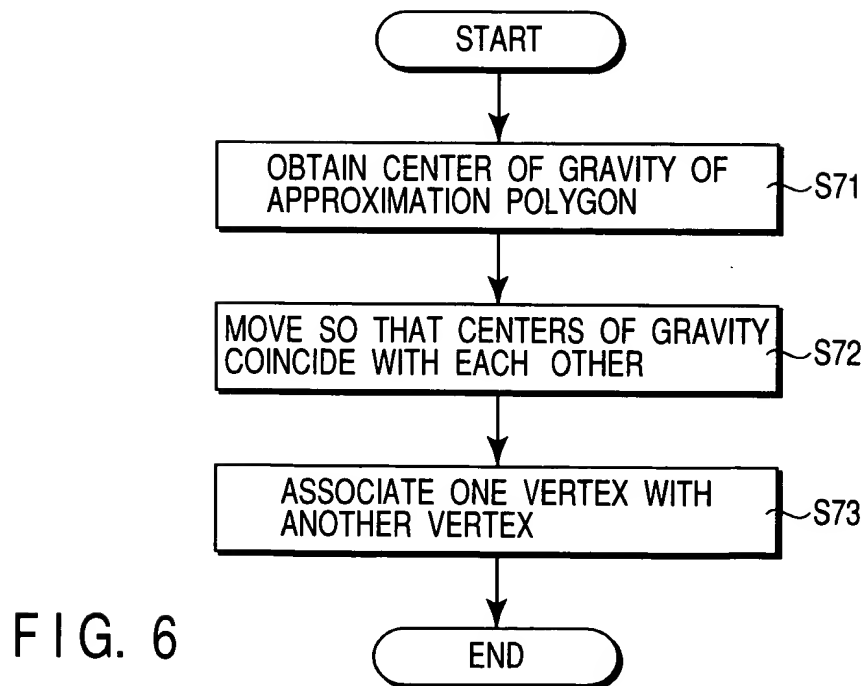 START
OBTAIN CENTER OF GRAVITY OF
APPROXIMATION POLYGON
S71
MOVE SO THAT CENTERS OF GRAVITY
COINCIDE WITH EACH OTHER
S72
ASSOCIATE ONE VERTEX WITH
ANOTHER VERTEX
S73
END
FIG. 6